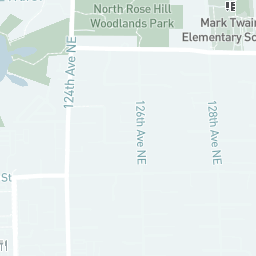 North Rose Hill
Woodlands Park
Mark Twain
Elementary Sc
124th Ave NE
126th Ave NE
128th Ave NE
St